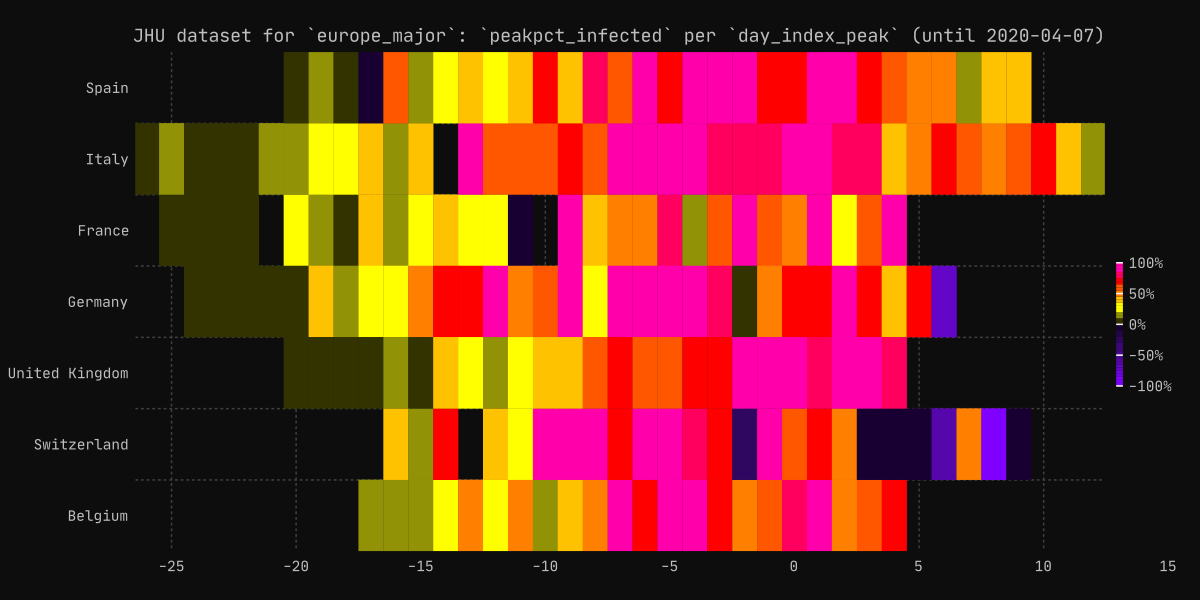 JHU dataset for `europe_major`: `peakpct_infected` per `day_index_peak` (until 2020-04-07)
Spain
Italy
France
Germany
United Kingdom
Switzerland
Belgium
100%
50%
0%
-50%
-100%
-25 -20 -15 -10 -5 0 5 10 15